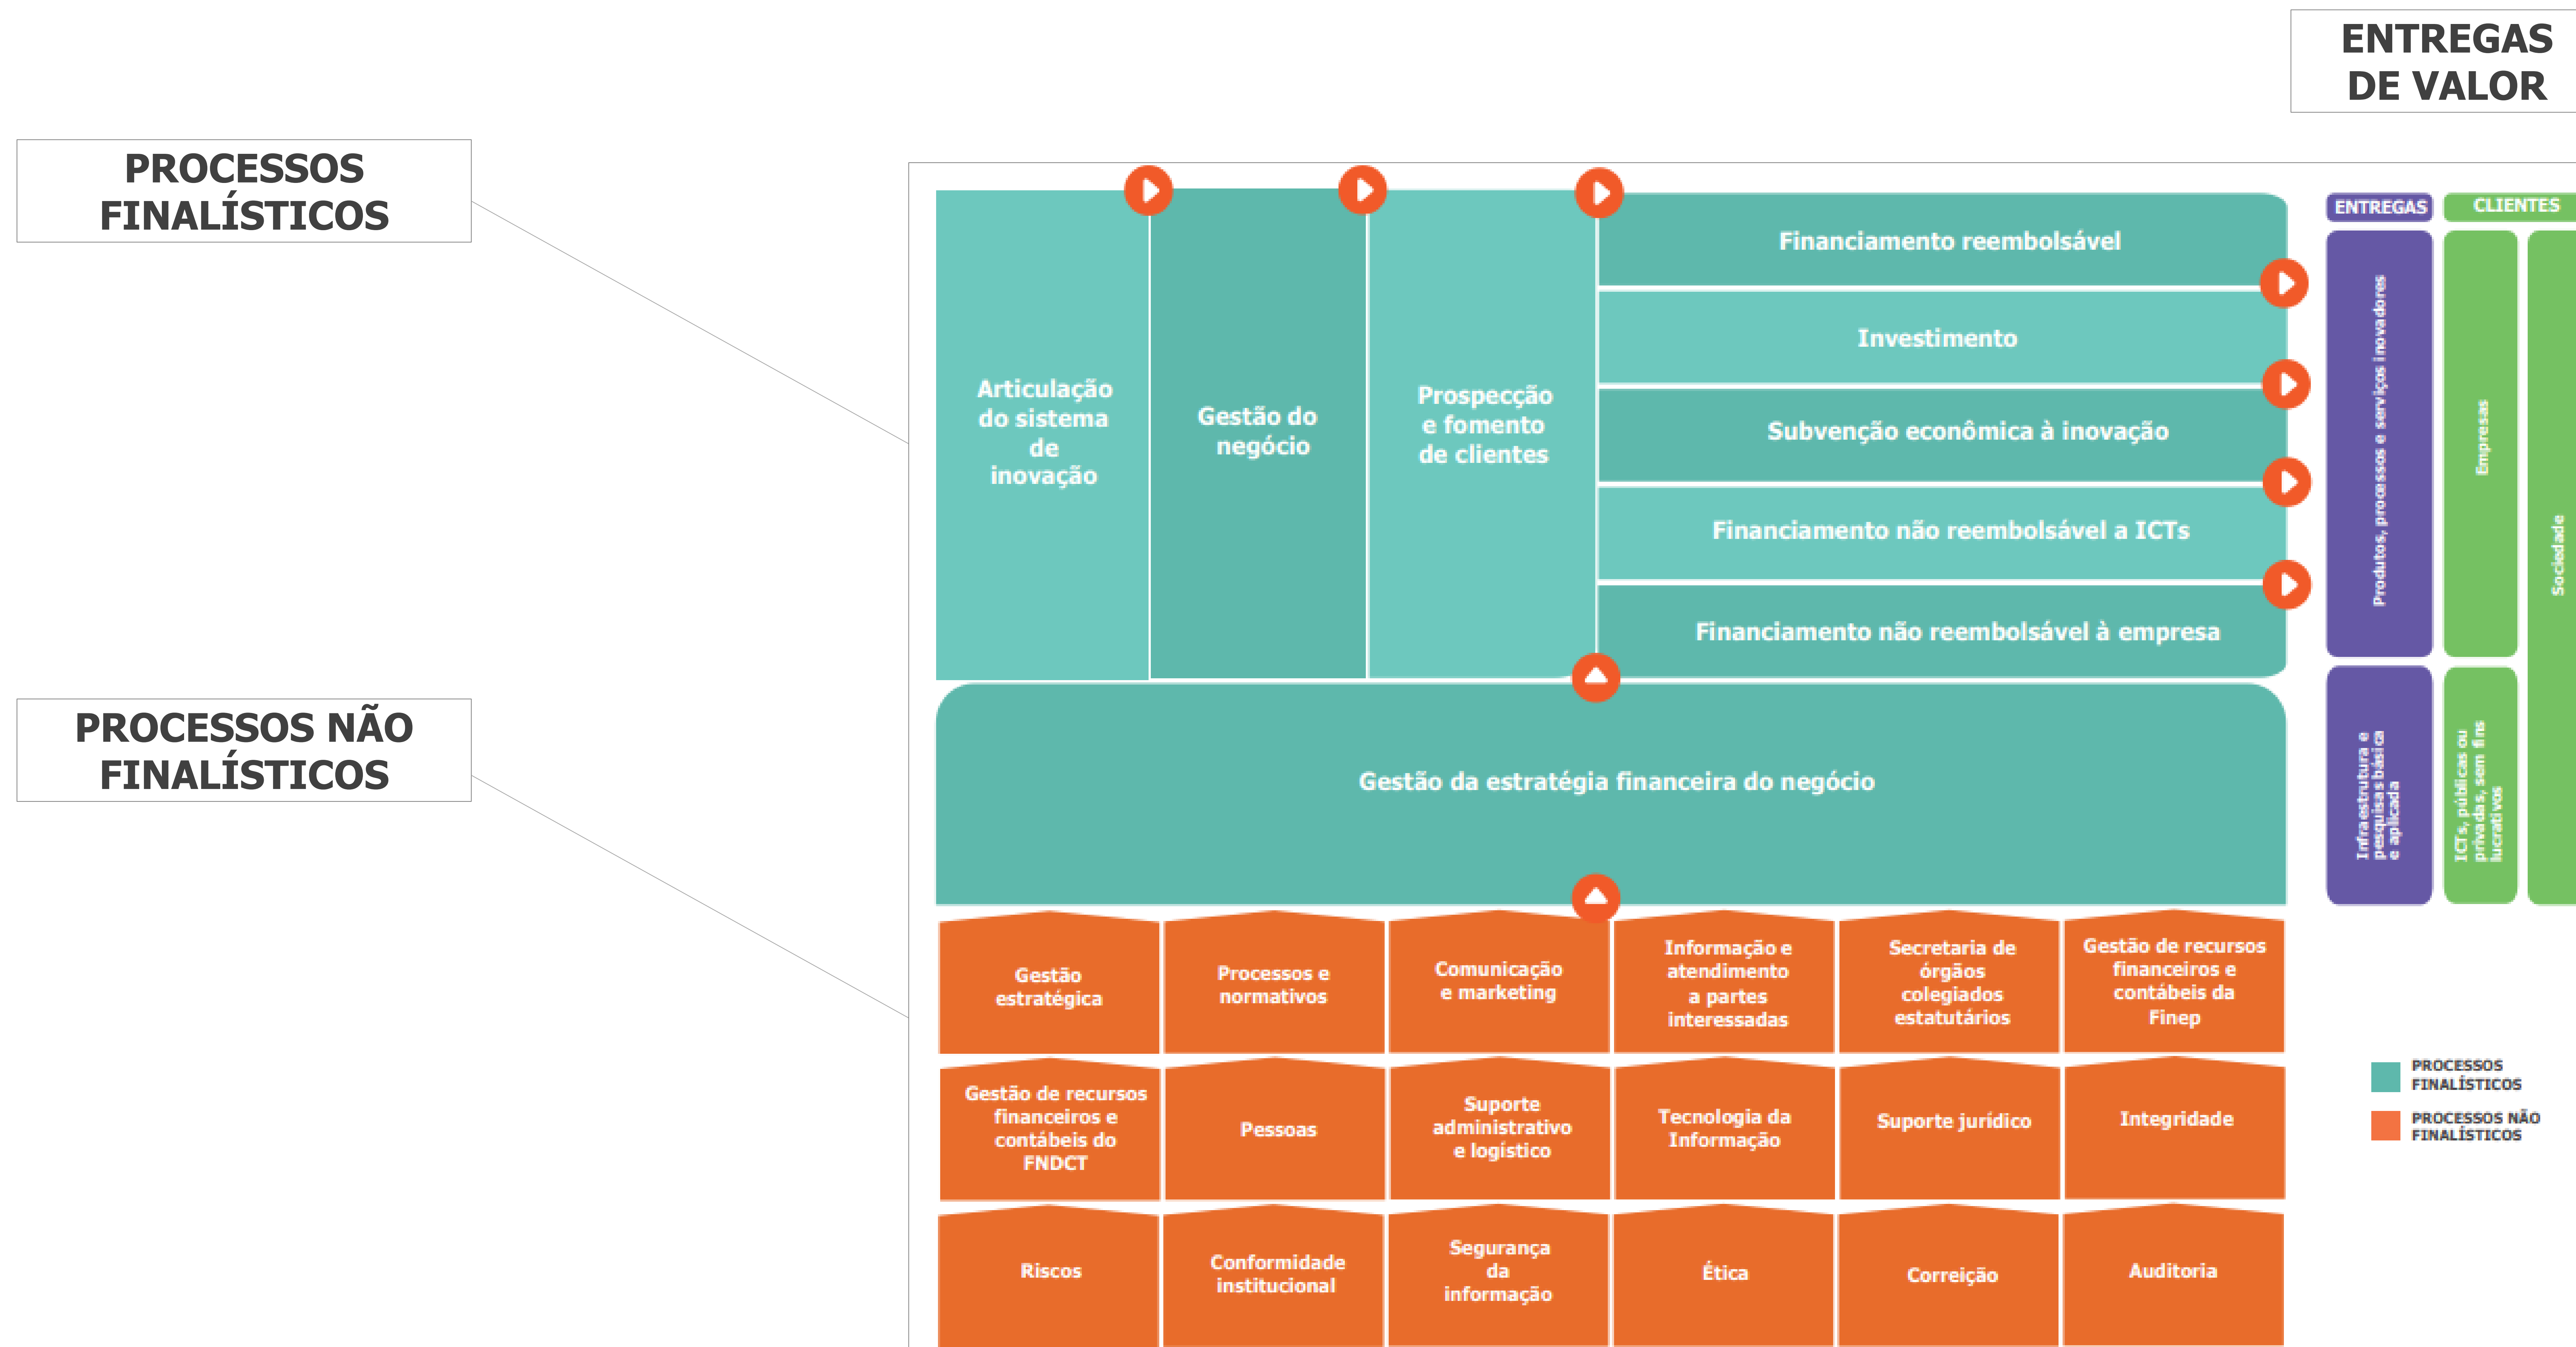 ENTREGAS
DE VALOR
PROCESSOS
FINALÍSTICOS
PROCESSOS NÃO
FINALÍSTICOS
Articulação
do sistema
de
inovação
Gestão do
negócio
Prospecção
e fomento
de clientes
Financiamento reembolsável
Investimento
Subvenção econômica à inovação
Financiamento não reembolsável a ICTs
Financiamento não reembolsável à empresa
Gestão da estratégia financeira do negócio
ENTREGAS
CLIENTES
Produtos, processos e serviços inovadores
Empresas
Sociedade
Infraestrutura e
pesquisas básica
e aplicada
ICTs, públicas ou
privadas, sem fins
lucrativos
Gestão
estratégica
Processos e
normativos
Comunicação
e marketing
Informação e
atendimento
a partes
interessadas
Secretaria de
órgãos
colegiados
estatutários
Gestão de recursos
financeiros e
contábeis da
Finep
Gestão de recursos
financeiros e
contábeis do
FNDCT
Pessoas
Suporte
administrativo
e logístico
Tecnologia da
Informação
Suporte jurídico
Integridade
Riscos
Conformidade
institucional
Segurança
da
informação
Ética
Correição
Auditoria
PROCESSOS
FINALÍSTICOS
PROCESSOS NÃO
FINALÍSTICOS